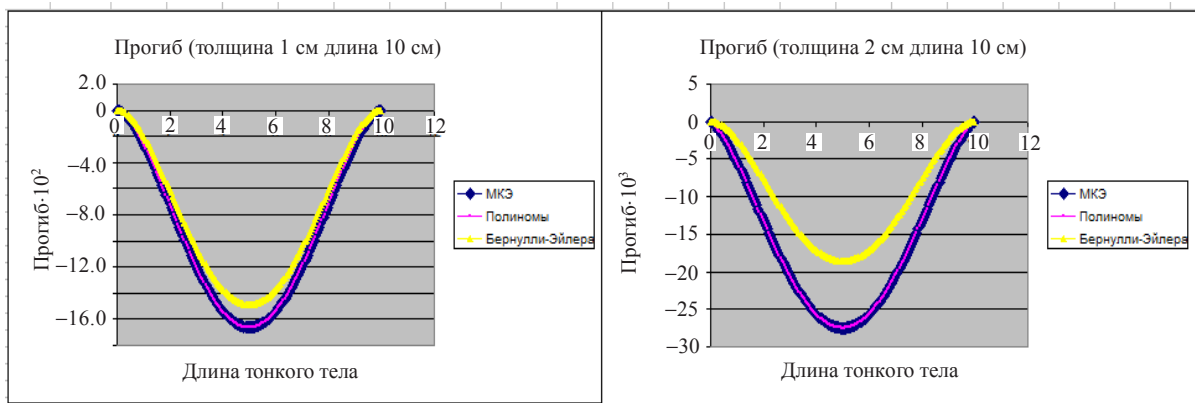 Прогиб (толщина 1 см длина 10 см)
2.0
0
−4.0
−8.0
−12.0
−16.0
0 2 4 6 8 10 12
Прогиб·10²
Длина тонкого тела
МКЭ
Полиномы
Бернулли-Эйлера
Прогиб (толщина 2 см длина 10 см)
5
0
−5
−10
−15
−20
−25
−30
0 2 4 6 8 10 12
Прогиб·10³
Длина тонкого тела
МКЭ
Полиномы
Бернулли-Эйлера